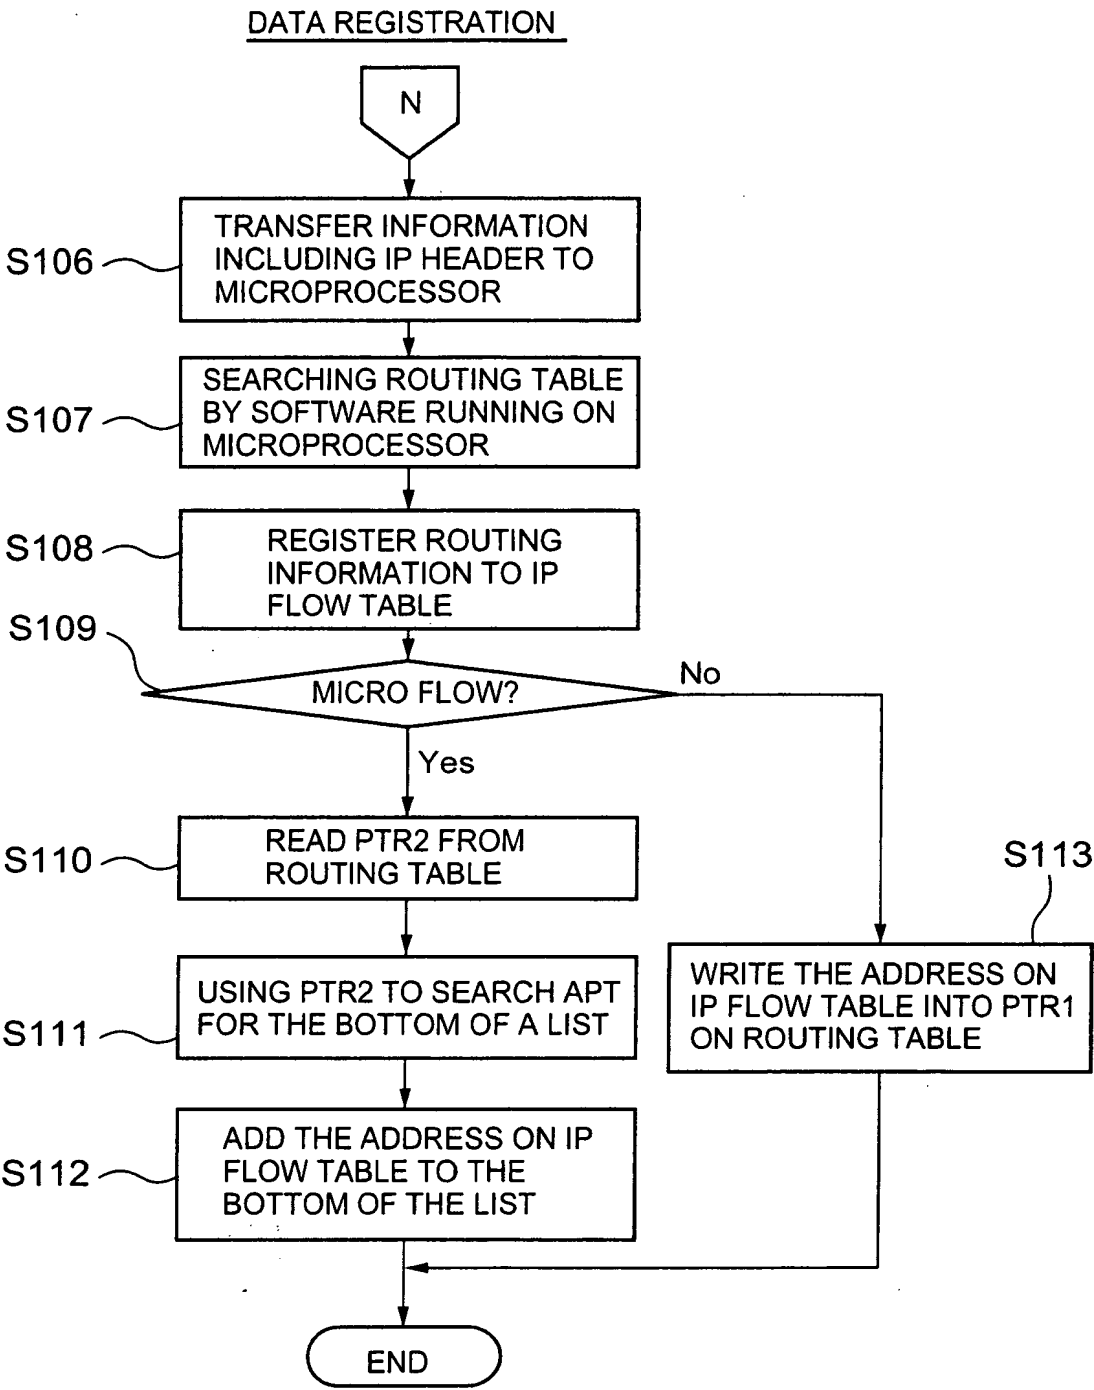 DATA REGISTRATION
N
S106
TRANSFER INFORMATION
INCLUDING IP HEADER TO
MICROPROCESSOR
S107
SEARCHING ROUTING TABLE
BY SOFTWARE RUNNING ON
MICROPROCESSOR
S108
REGISTER ROUTING
INFORMATION TO IP
FLOW TABLE
S109
MICRO FLOW?
No
Yes
S110
READ PTR2 FROM
ROUTING TABLE
S113
WRITE THE ADDRESS ON
IP FLOW TABLE INTO PTR1
ON ROUTING TABLE
S111
USING PTR2 TO SEARCH APT
FOR THE BOTTOM OF A LIST
S112
ADD THE ADDRESS ON IP
FLOW TABLE TO THE
BOTTOM OF THE LIST
END